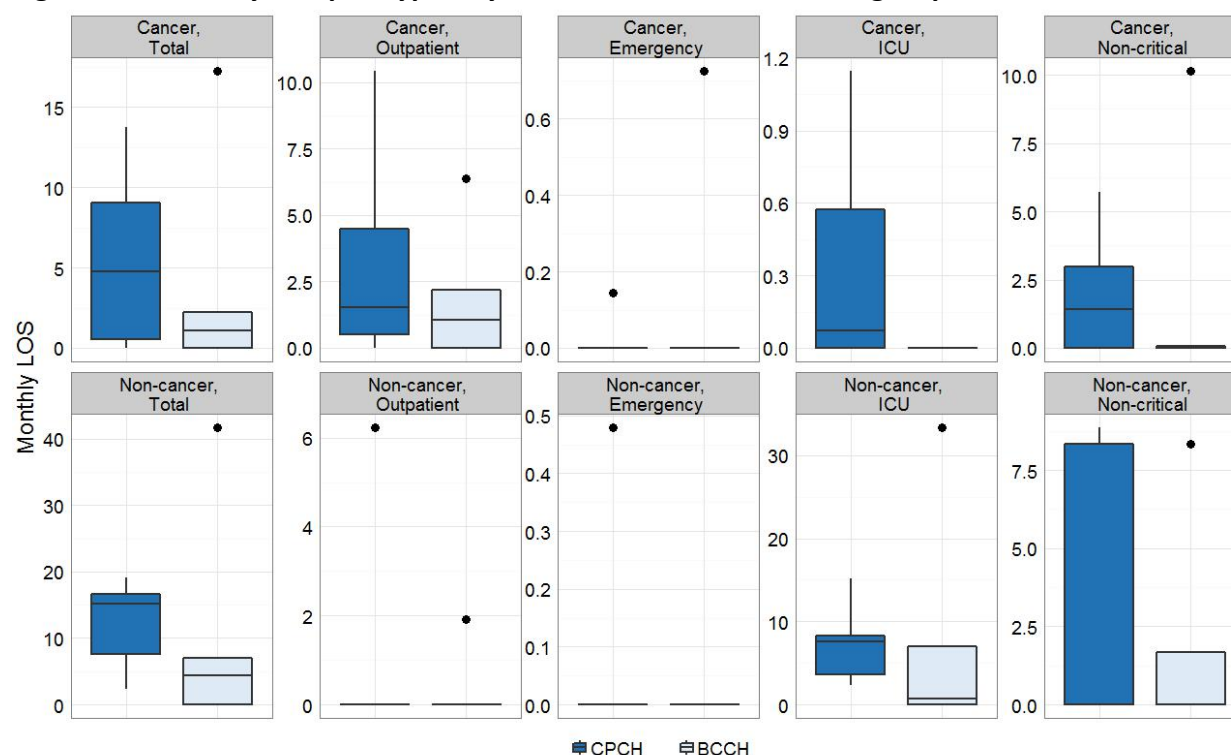 Cancer,
Total
Cancer,
Outpatient
Cancer,
Emergency
Cancer,
ICU
Cancer,
Non-critical
15
10
5
0
10.0
7.5
5.0
2.5
0.0
0.6
0.4
0.2
0.0
1.2
0.9
0.6
0.3
0.0
10.0
7.5
5.0
2.5
0.0
Monthly LOS
Non-cancer,
Total
Non-cancer,
Outpatient
Non-cancer,
Emergency
Non-cancer,
ICU
Non-cancer,
Non-critical
40
30
20
10
0
6
4
2
0
0.5
0.4
0.3
0.2
0.1
0.0
30
20
10
0
7.5
5.0
2.5
0.0
CPCH BCCH